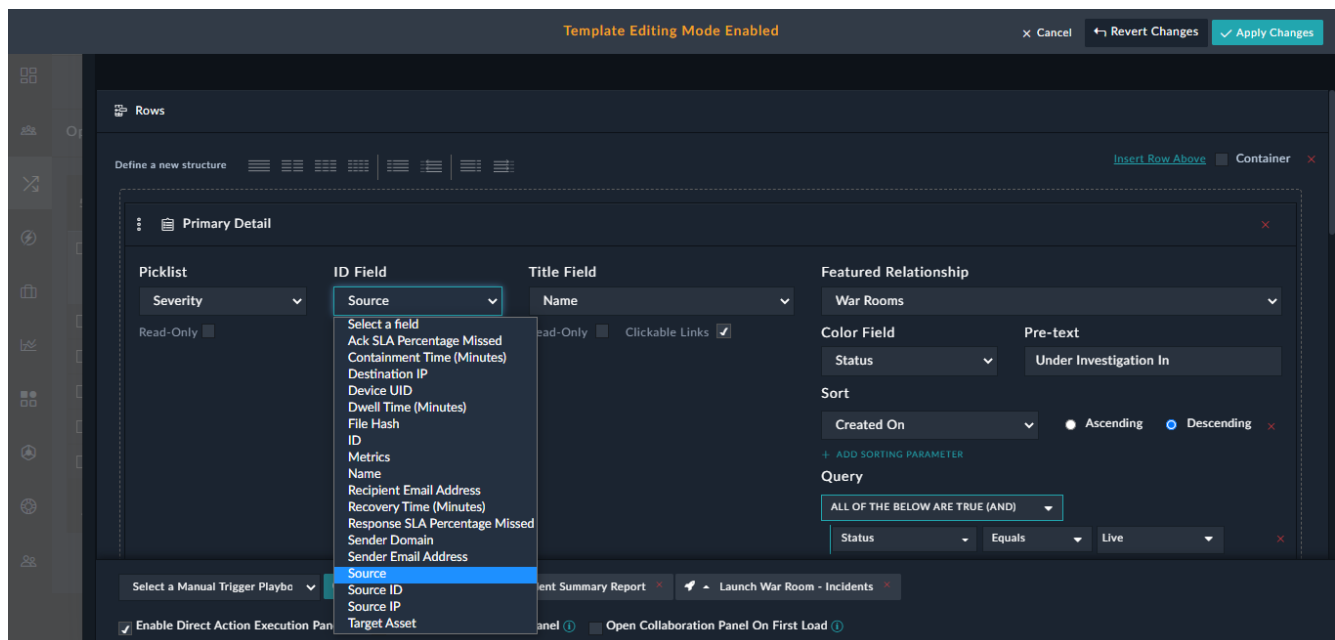 Template Editing Mode Enabled
Cancel
Revert Changes
Apply Changes
Rows
Define a new structure
Insert Row Above
Container
Primary Detail
Picklist
ID Field
Title Field
Featured Relationship
Severity
Source
Name
War Rooms
Read-Only
ead-Only
Clickable Links
Color Field
Pre-text
Status
Under Investigation In
Sort
Created On
Ascending
Descending
+ ADD SORTING PARAMETER
Query
ALL OF THE BELOW ARE TRUE (AND)
Status
Equals
Live
Select a field
Ack SLA Percentage Missed
Containment Time (Minutes)
Destination IP
Device UID
Dwell Time (Minutes)
File Hash
ID
Metrics
Name
Recipient Email Address
Recovery Time (Minutes)
Response SLA Percentage Missed
Sender Domain
Sender Email Address
Source
Source ID
Source IP
Target Asset
Select a Manual Trigger Playbo
ent Summary Report
Launch War Room - Incidents
Enable Direct Action Execution Pan
anel
Open Collaboration Panel On First Load